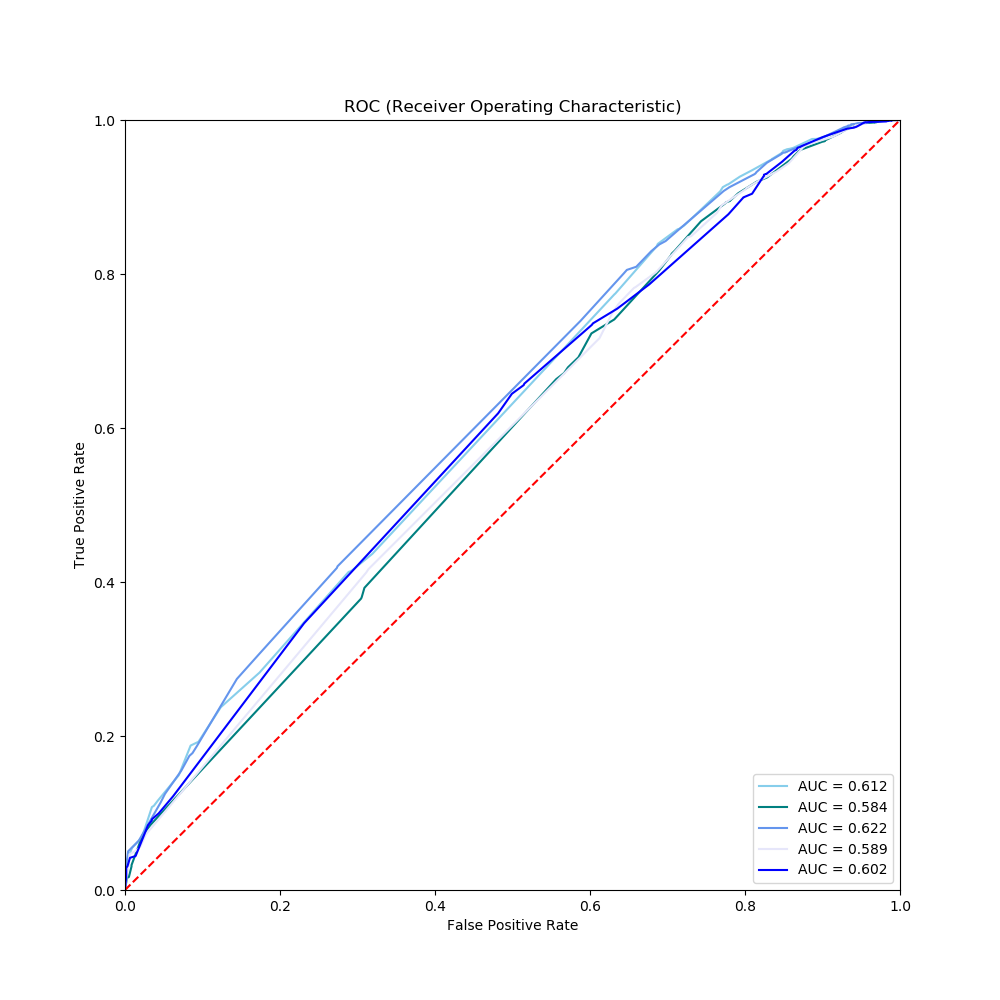 ROC (Receiver Operating Characteristic)
1.0
0.8
0.6
0.4
0.2
0.0
True Positive Rate
0.0 0.2 0.4 0.6 0.8 1.0
False Positive Rate
AUC = 0.612
AUC = 0.584
AUC = 0.622
AUC = 0.589
AUC = 0.602